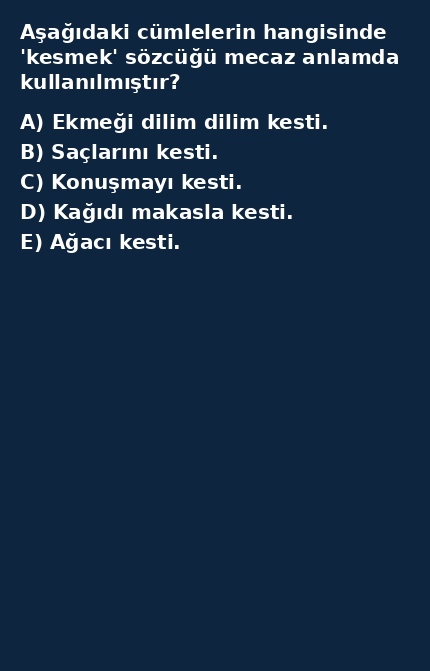 Aşağıdaki cümlelerin hangisinde
'kesmek' sözcüğü mecaz anlamda
kullanılmıştır?
A) Ekmeği dilim dilim kesti.
B) Saçlarını kesti.
C) Konuşmayı kesti.
D) Kağıdı makasla kesti.
E) Ağacı kesti.